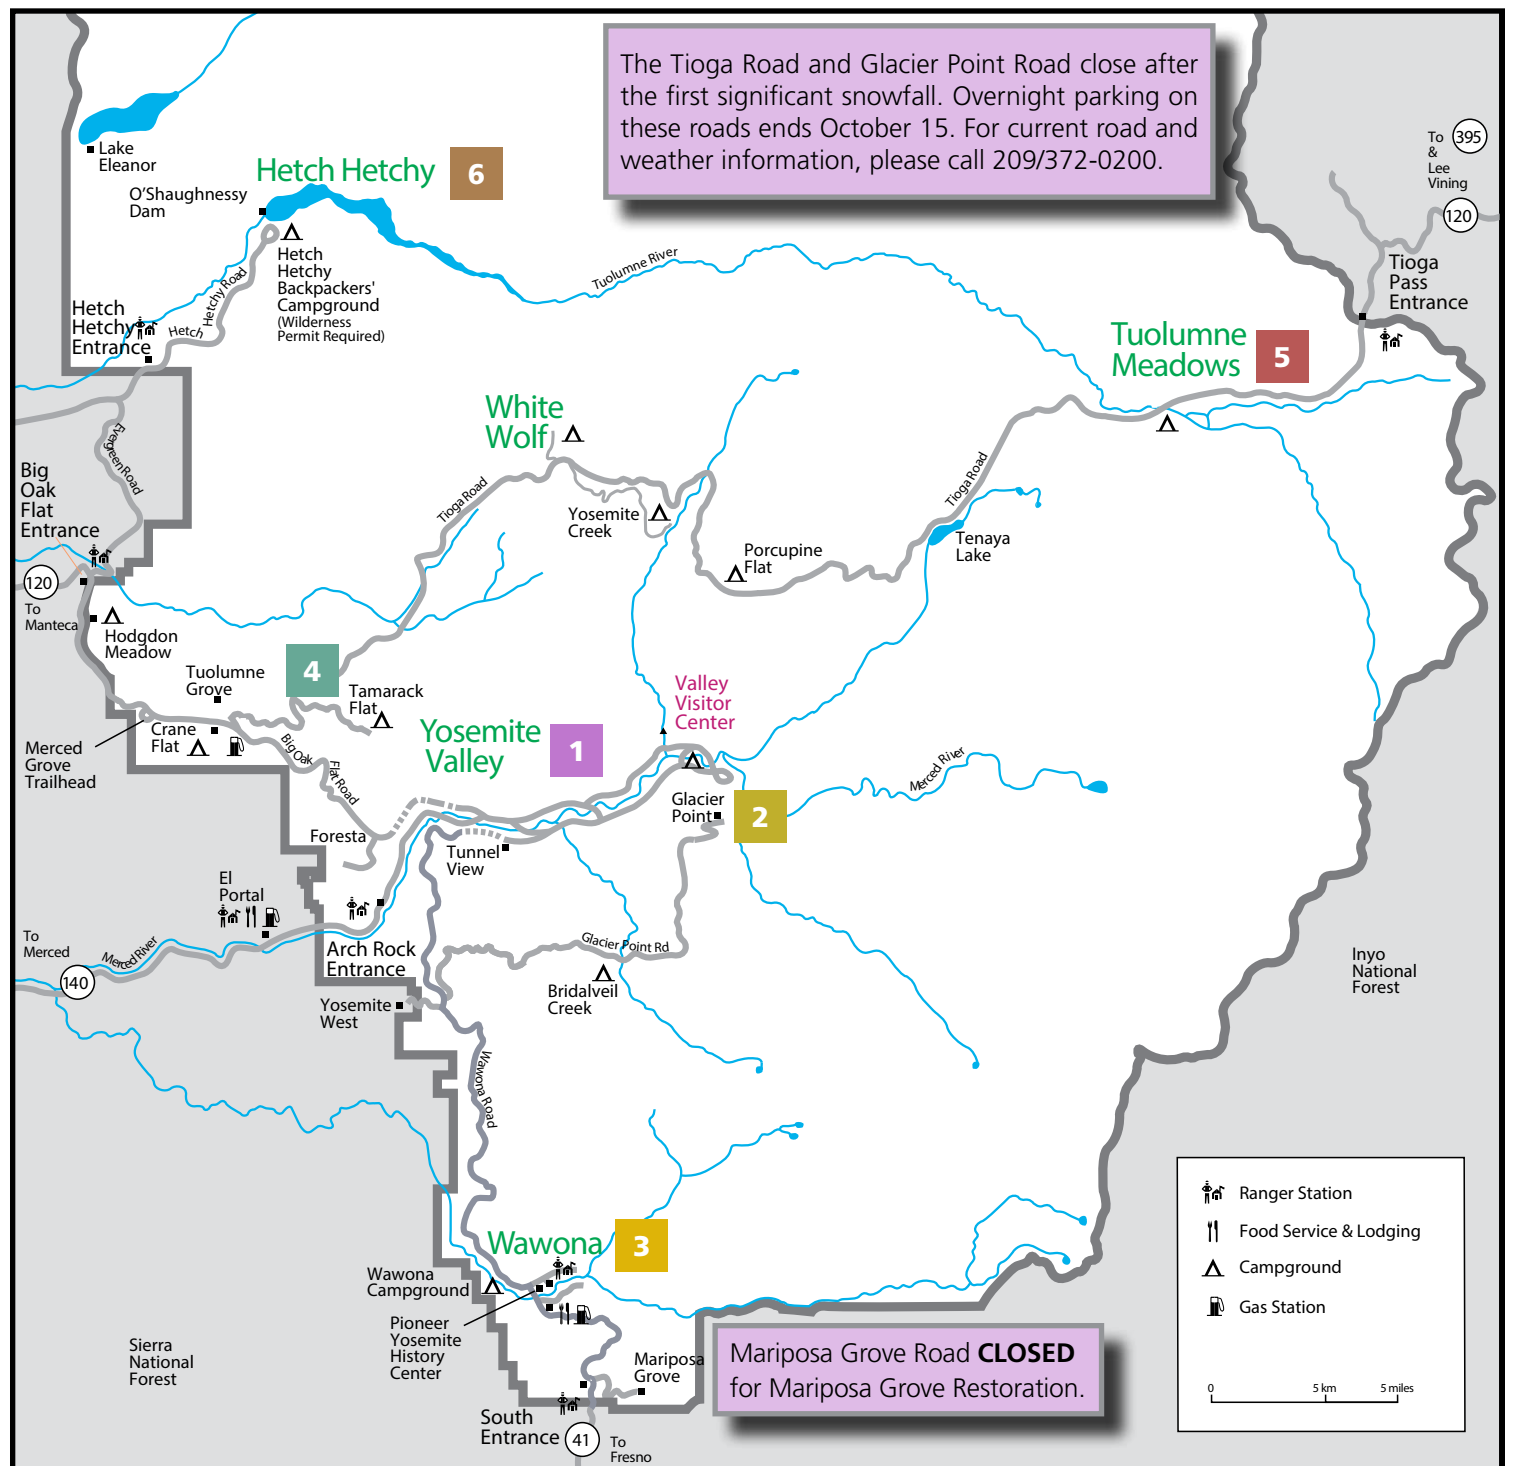 The Tioga Road and Glacier Point Road close after
the first significant snowfall. Overnight parking on
these roads ends October 15. For current road and
weather information, please call 209/372-0200.
To
&
Lee
Vining
395
120
Lake
Eleanor
Hetch Hetchy
6
O'Shaughnessy
Dam
Hetch
Hetchy
Backpackers'
Campground
(Wilderness
Permit Required)
Hetch
Hetchy
Entrance
Hetch
Hetchy Road
Tuolumne River
Tioga
Pass
Entrance
Tuolumne
Meadows
5
White
Wolf
Evergreen Road
Big
Oak
Flat
Entrance
Tioga Road
Tioga Road
Yosemite
Creek
Porcupine
Flat
Tenaya
Lake
120
To
Manteca
Hodgdon
Meadow
Tuolumne
Grove
4
Tamarack
Flat
Valley
Visitor
Center
Yosemite
Valley
1
Merced
Grove
Trailhead
Crane
Flat
Big Oak
Flat Road
Merced River
Glacier
Point
2
Foresta
Tunnel
View
El
Portal
To
Merced
Merced River
140
Arch Rock
Entrance
Glacier Point Rd
Bridalveil
Creek
Yosemite
West
Inyo
National
Forest
Wawona Road
Wawona
3
Wawona
Campground
Pioneer
Yosemite
History
Center
Sierra
National
Forest
Mariposa
Grove
Mariposa Grove Road CLOSED
for Mariposa Grove Restoration.
South
Entrance
41
To
Fresno
Ranger Station
Food Service & Lodging
Campground
Gas Station
0
5 km
5 miles